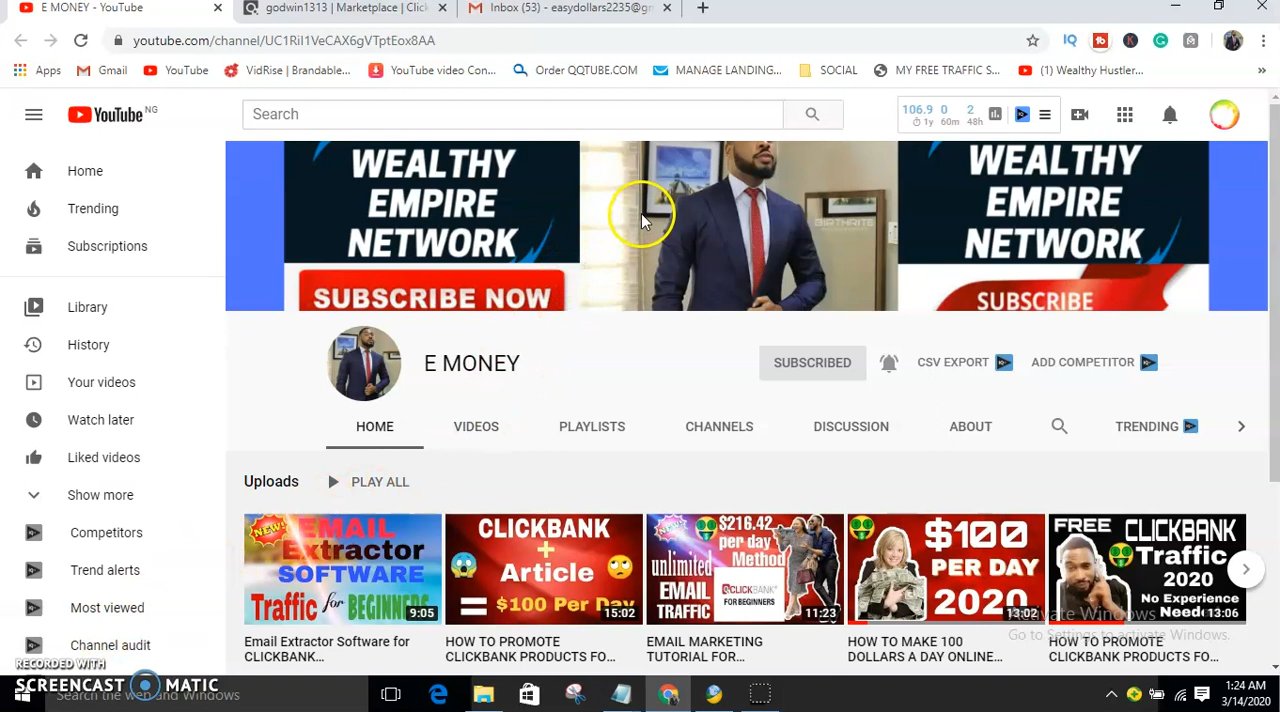 E MONEY - YouTube
godwin1313 | Marketplace | Click
Inbox (53) - easydollars2235@gm
youtube.com/channel/UC1RiI1VeCAX6gVTptEox8AA
Apps
Gmail
YouTube
VidRise | Brandable...
YouTube video Con...
Order QQTUBE.COM
MANAGE LANDING...
SOCIAL
MY FREE TRAFFIC S...
(1) Wealthy Hustler...
YouTube NG
Search
106.9 0 2
1y 60m 48h
Home
Trending
Subscriptions
Library
History
Your videos
Watch later
Liked videos
Show more
Competitors
Trend alerts
Most viewed
Channel audit
WEALTHY
EMPIRE
NETWORK
SUBSCRIBE NOW
BIRTHRITE
WEALTHY
EMPIRE
NETWORK
SUBSCRIBE
E MONEY
SUBSCRIBED
CSV EXPORT
ADD COMPETITOR
HOME
VIDEOS
PLAYLISTS
CHANNELS
DISCUSSION
ABOUT
TRENDING
Uploads
PLAY ALL
NEW!
EMAIL
Extractor
SOFTWARE
Traffic for BEGINNERS
9:05
Email Extractor Software for
CLICKBANK...
CLICKBANK
+
Article
= $100 Per Day
15:02
HOW TO PROMOTE
CLICKBANK PRODUCTS FO...
NEW!
$216.42
per day
Method
unlimited
EMAIL
TRAFFIC
CLICKBANK
FOR BEGINNERS
11:23
EMAIL MARKETING
TUTORIAL FOR...
$100
PER DAY
2020
13:02
HOW TO MAKE 100
DOLLARS A DAY ONLINE...
FREE CLICKBANK
Traffic
2020
No Experience
Needed
13:06
HOW TO PROMOTE
CLICKBANK PRODUCTS FO...
Activate Windows
Go to Settings to activate Windows.
RECORDED WITH
SCREENCAST MATIC
Search the web and Windows
1:24 AM
3/14/2020